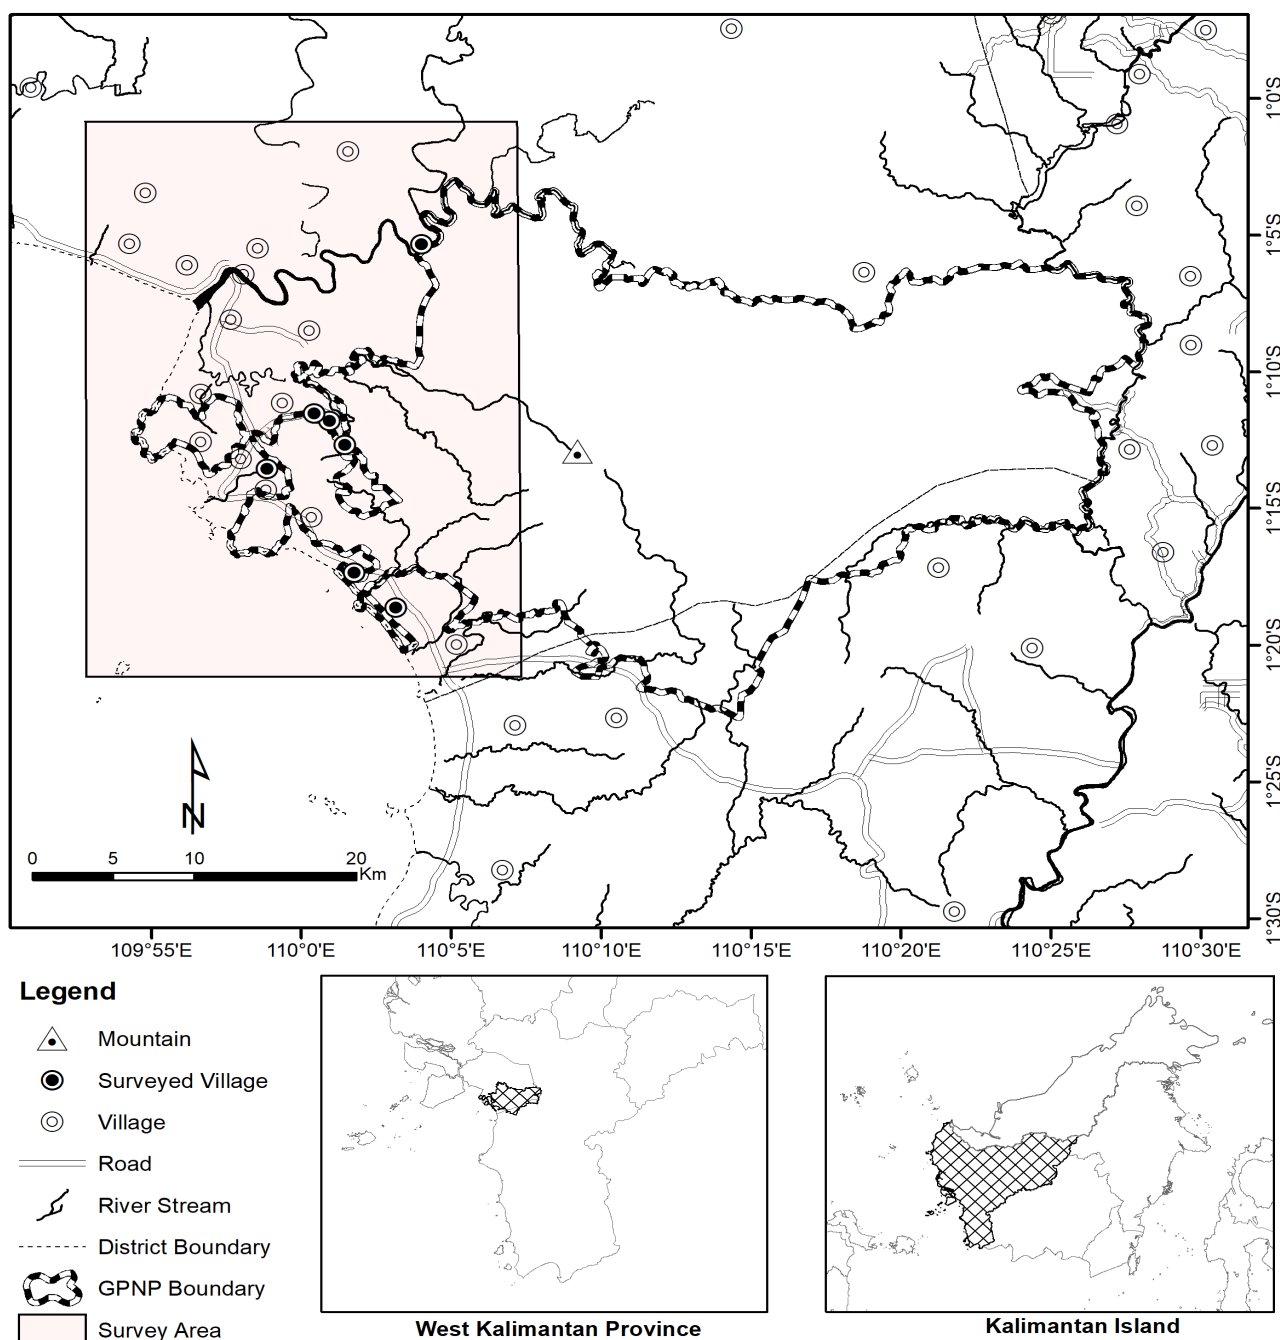 1°0'S
1°5'S
1°10'S
1°15'S
1°20'S
1°25'S
1°30'S
N
0 5 10 20
Km
109°55'E 110°0'E 110°5'E 110°10'E 110°15'E 110°20'E 110°25'E 110°30'E
Legend
Mountain
Surveyed Village
Village
Road
River Stream
District Boundary
GPNP Boundary
Survey Area
West Kalimantan Province
Kalimantan Island